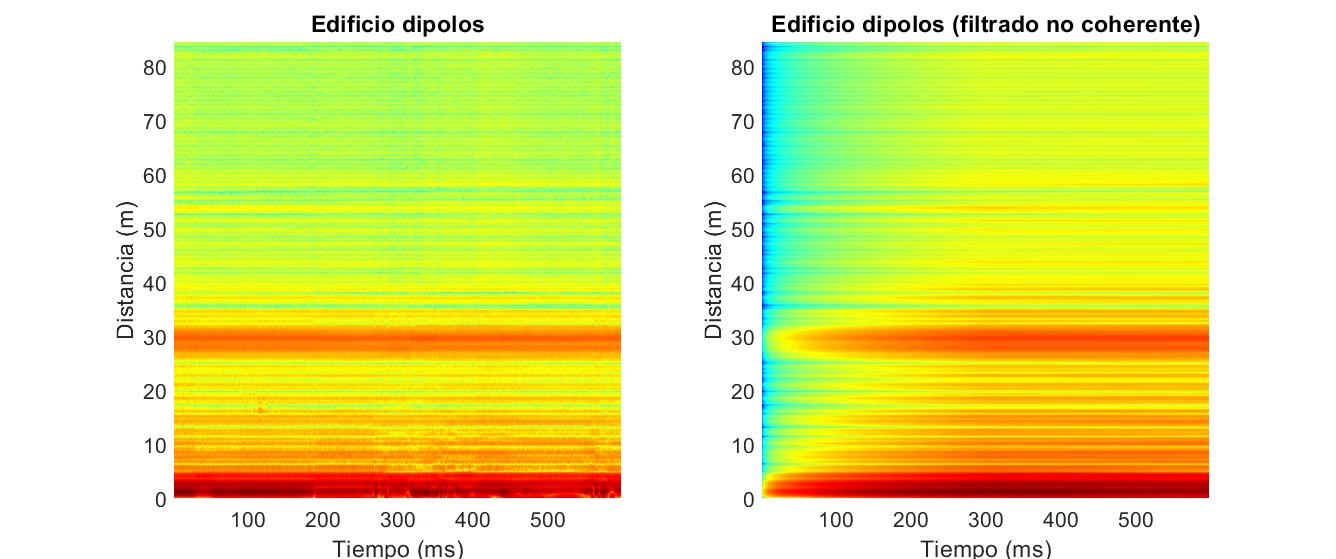 Edificio dipolos
80
70
60
50
40
30
20
10
0
Distancia (m)
100 200 300 400 500
Tiempo (ms)
Edificio dipolos (filtrado no coherente)
80
70
60
50
40
30
20
10
0
Distancia (m)
100 200 300 400 500
Tiempo (ms)